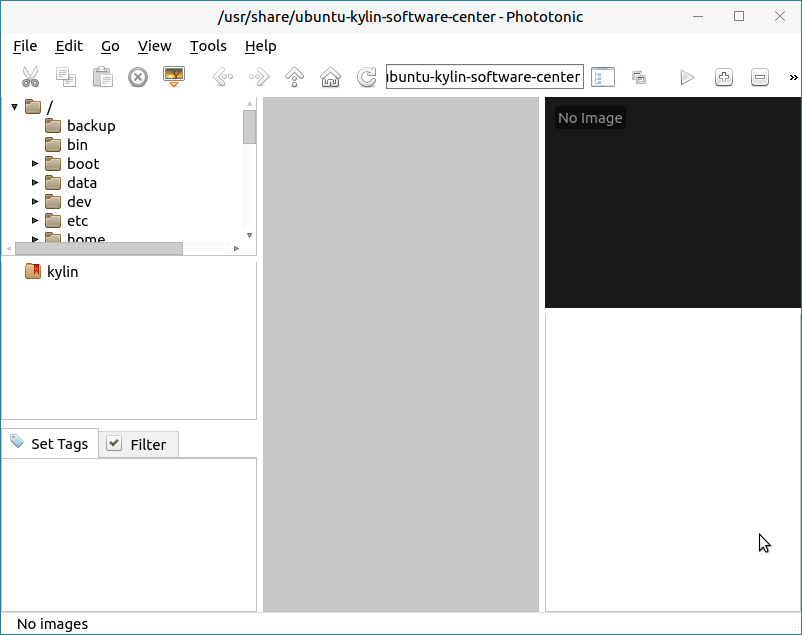 /usr/share/ubuntu-kylin-software-center - Phototonic
File Edit Go View Tools Help
buntu-kylin-software-center
/
backup
bin
boot
data
dev
etc
home
kylin
Set Tags Filter
No Image
No images